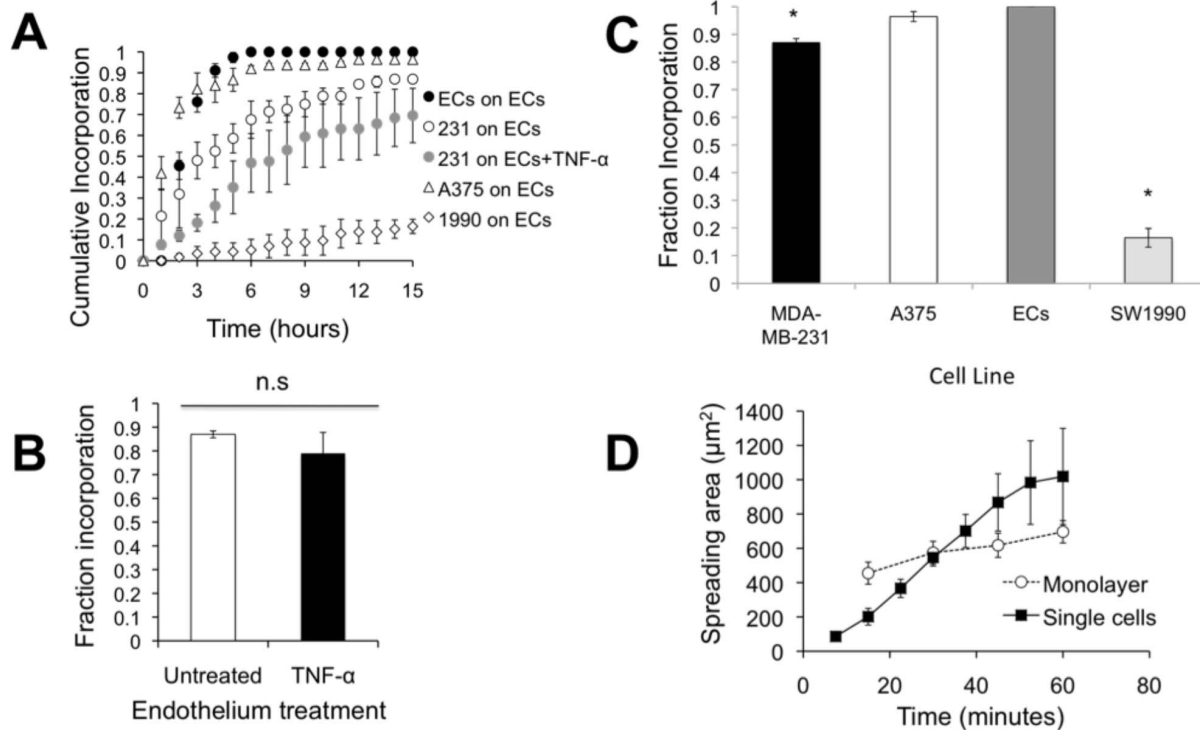 A
Cumulative Incorporation
1
0.9
0.8
0.7
0.6
0.5
0.4
0.3
0.2
0.1
0
0 3 6 9 12 15
Time (hours)
ECs on ECs
231 on ECs
231 on ECs+TNF-α
A375 on ECs
1990 on ECs
B
n.s
Fraction incorporation
1
0.9
0.8
0.7
0.6
0.5
0.4
0.3
0.2
0.1
0
Untreated TNF-α
Endothelium treatment
C
Fraction Incorporation
1
0.9
0.8
0.7
0.6
0.5
0.4
0.3
0.2
0.1
0
*
*
MDA- A375 ECs SW1990
MB-231
Cell Line
D
Spreading area (μm²)
1400
1200
1000
800
600
400
200
0
0 20 40 60 80
Time (minutes)
Monolayer
Single cells